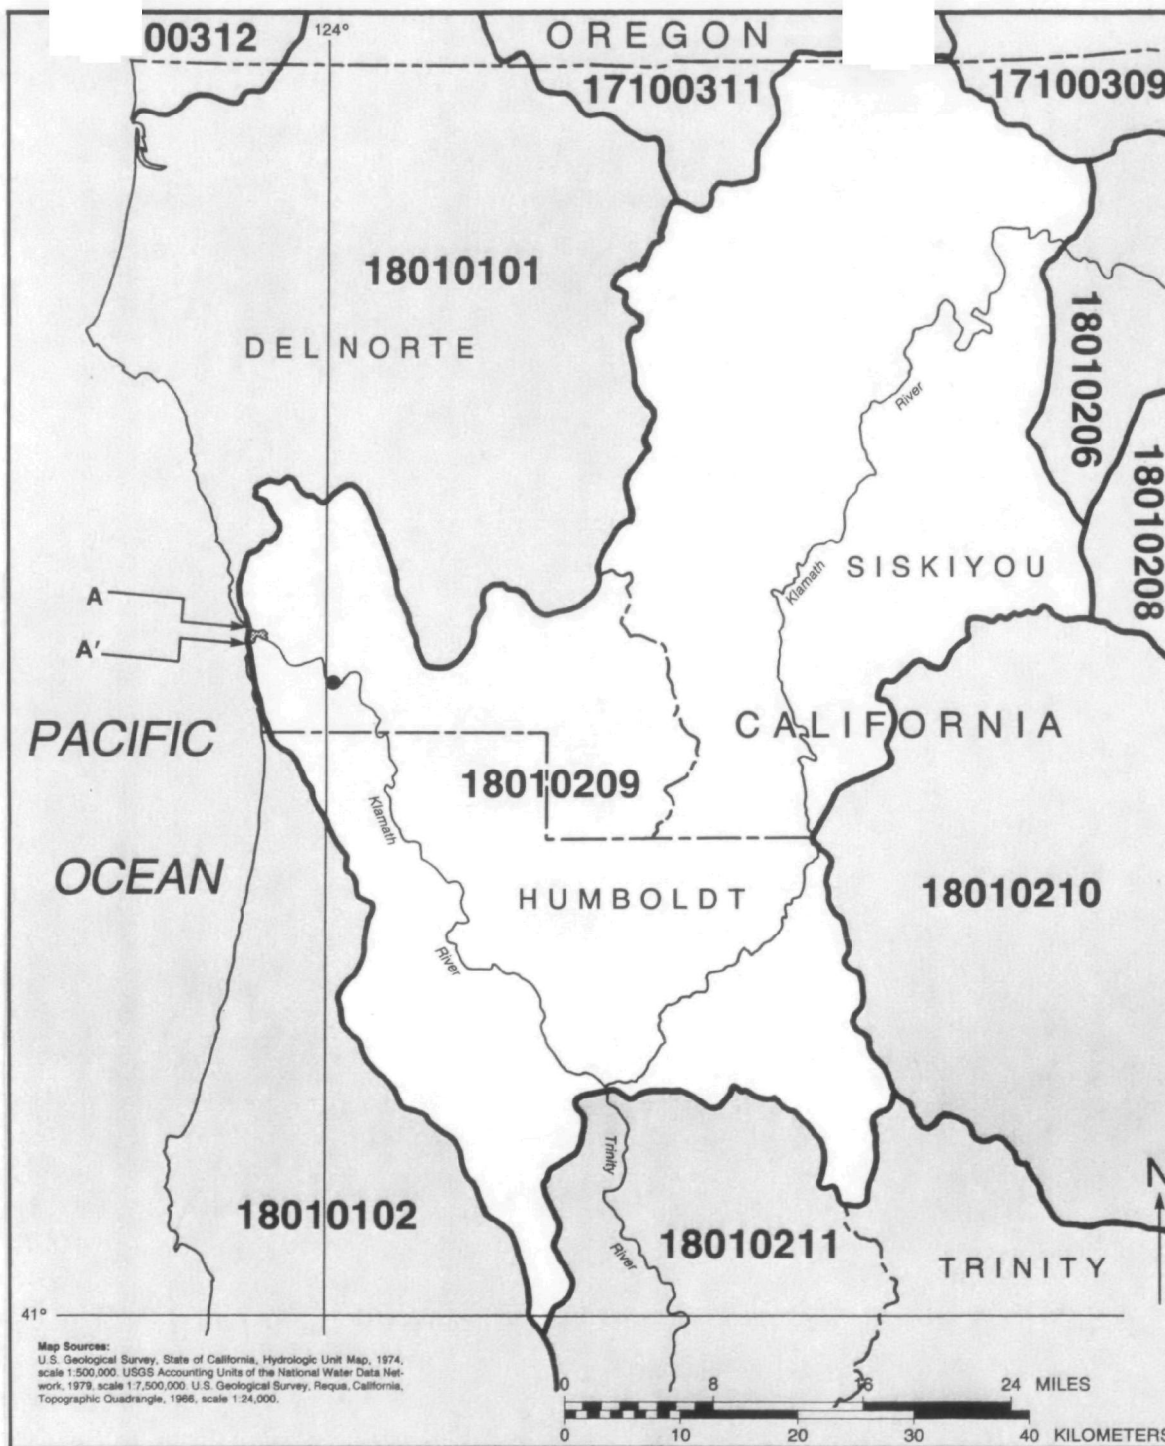 00312
124°
OREGON
17100311
17100309
18010101
DEL NORTE
18010206
River
18010208
Klamath
SISKIYOU
A
A'
PACIFIC
CALIFORNIA
18010209
Klamath
OCEAN
HUMBOLDT
18010210
River
Trinity
N
18010102
River
18010211
TRINITY
41°
Map Sources:
U.S. Geological Survey, State of California, Hydrologic Unit Map, 1974,
scale 1:500,000. USGS Accounting Units of the National Water Data Net-
work, 1979, scale 1:7,500,000. U.S. Geological Survey, Requa, California,
Topographic Quadrangle, 1966, scale 1:24,000.
0 8 16 24 MILES
0 10 20 30 40 KILOMETERS